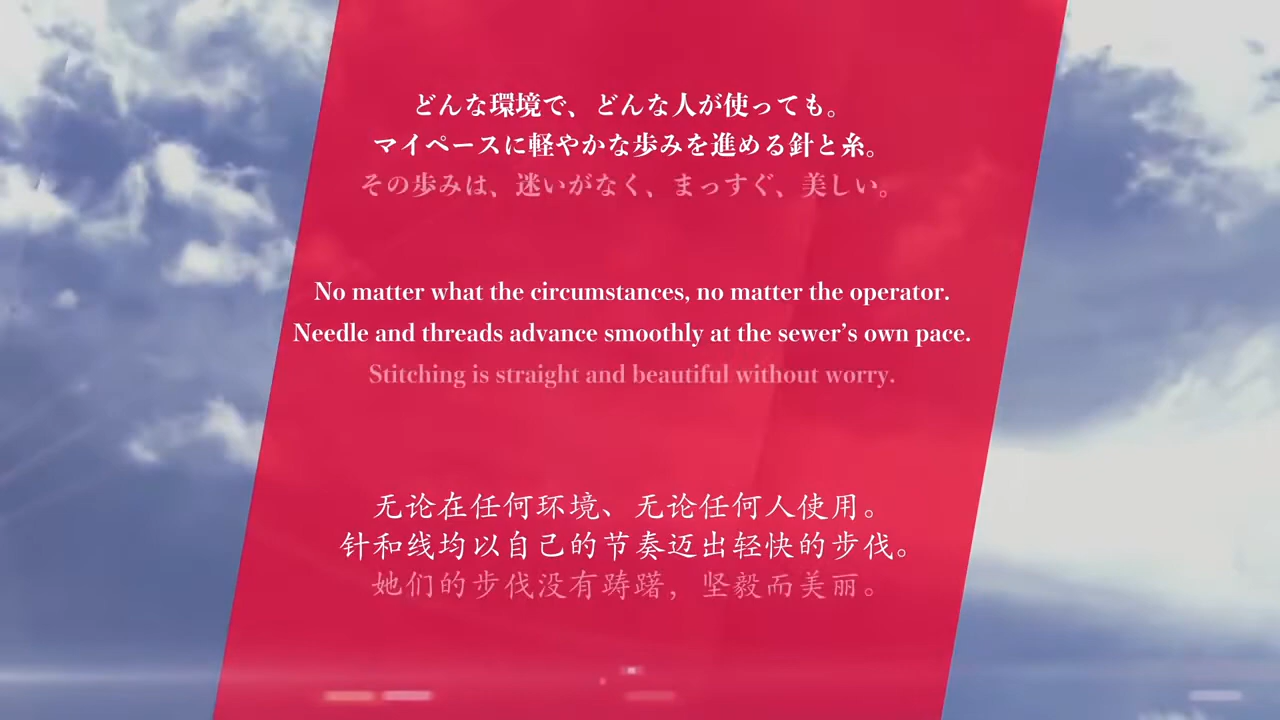 どんな環境で、どんな人が使っても。
マイペースに軽やかな歩みを進める針と糸。
その歩みは、迷いがなく、まっすぐ、美しい。
No matter what the circumstances, no matter the operator.
Needle and threads advance smoothly at the sewer’s own pace.
Stitching is straight and beautiful without worry.
无论在任何环境、无论任何人使用。
针和线均以自己的节奏迈出轻快的步伐。
她们的步伐没有踌躇，坚毅而美丽。